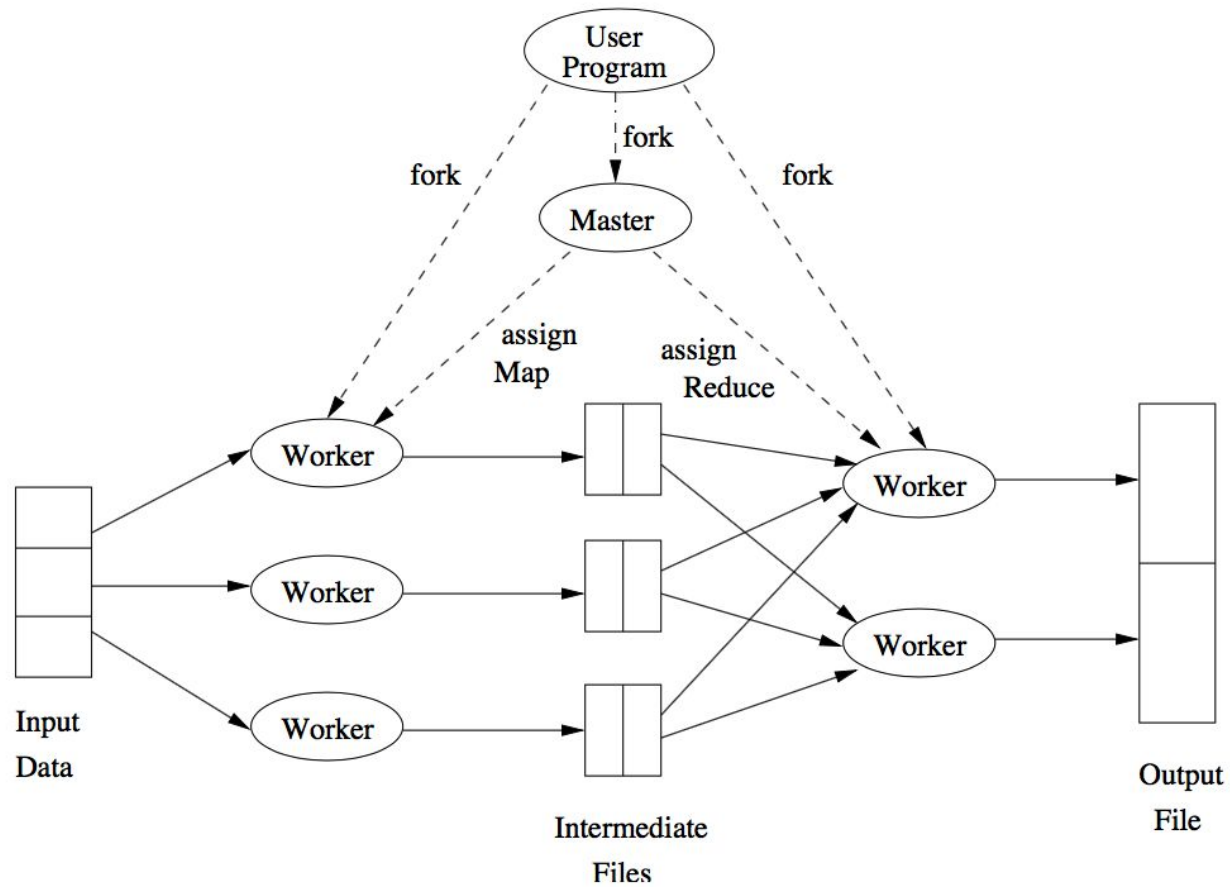 User
Program
fork
fork
fork
Master
assign
Map
assign
Reduce
Worker
Worker
Worker
Worker
Worker
Input
Data
Intermediate
Files
Output
File